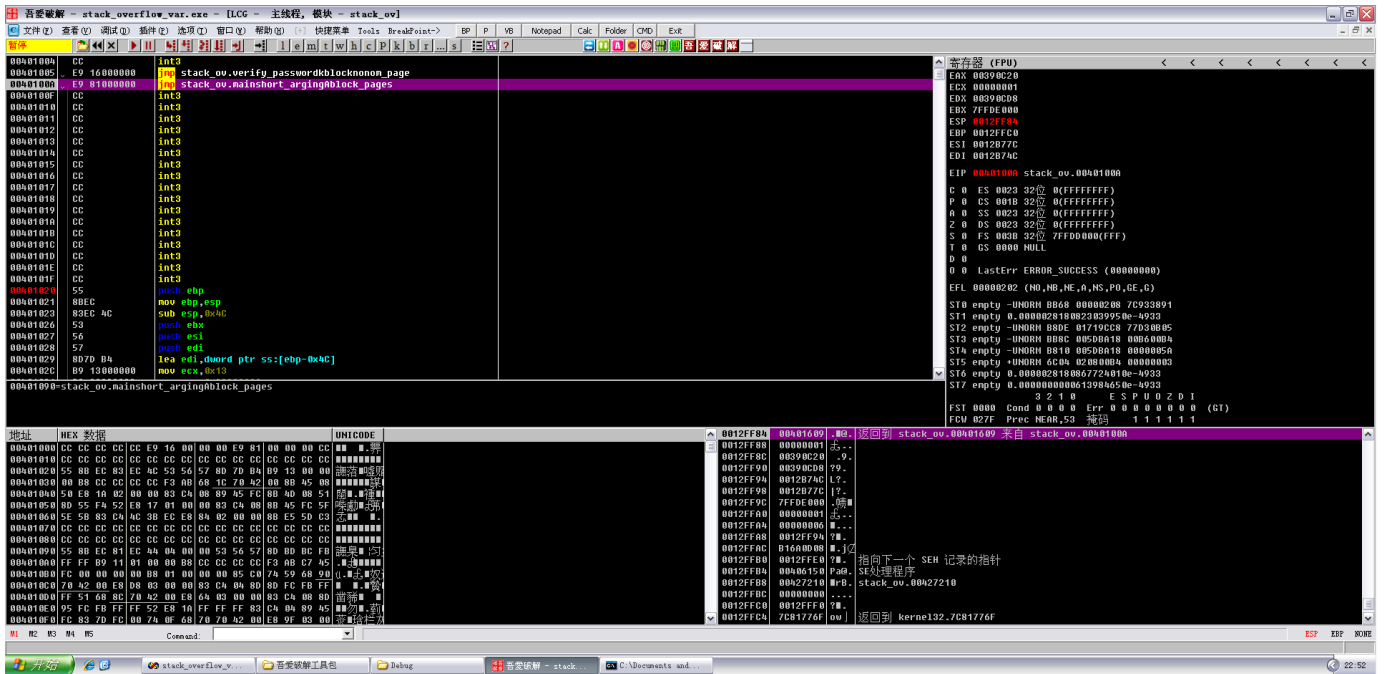 吾爱破解 - stack_overflow_var.exe - [LCG - 主线程, 模块 - stack_ov]
文件(F) 查看(V) 调试(D) 插件(P) 选项(T) 窗口(W) 帮助(H) [+] 快捷菜单 Tools BreakPoint-> BP P VB Notepad Calc Folder CMD Exit
暂停 l e m t w h c P k b r ... s 吾 爱 破 解
00401004 CC int3
00401005 E9 16000000 jmp stack_ov.verify_passwordkblocknonom_page
0040100A E9 81000000 jmp stack_ov.mainshort_argingAblock_pages
0040100F CC int3
00401010 CC int3
00401011 CC int3
00401012 CC int3
00401013 CC int3
00401014 CC int3
00401015 CC int3
00401016 CC int3
00401017 CC int3
00401018 CC int3
00401019 CC int3
0040101A CC int3
0040101B CC int3
0040101C CC int3
0040101D CC int3
0040101E CC int3
0040101F CC int3
00401020 55 push ebp
00401021 8BEC mov ebp,esp
00401023 83EC 4C sub esp,0x4C
00401026 53 push ebx
00401027 56 push esi
00401028 57 push edi
00401029 8D7D B4 lea edi,dword ptr ss:[ebp-0x4C]
0040102C B9 13000000 mov ecx,0x13
00401090=stack_ov.mainshort_argingAblock_pages
寄存器 (FPU) < < < < < < < <
EAX 00390C20
ECX 00000001
EDX 00390CD8
EBX 7FFDE000
ESP 0012FF84
EBP 0012FFC0
ESI 0012B77C
EDI 0012B74C
EIP 0040100A stack_ov.0040100A
C 0 ES 0023 32位 0(FFFFFFFF)
P 0 CS 001B 32位 0(FFFFFFFF)
A 0 SS 0023 32位 0(FFFFFFFF)
Z 0 DS 0023 32位 0(FFFFFFFF)
S 0 FS 003B 32位 7FFDD000(FFF)
T 0 GS 0000 NULL
D 0
O 0 LastErr ERROR_SUCCESS (00000000)
EFL 00000202 (NO,NB,NE,A,NS,PO,GE,G)
ST0 empty -UNORM BB68 00000208 7C933891
ST1 empty 0.0000028180823039950e-4933
ST2 empty -UNORM B8DE 01719CC8 77D30B05
ST3 empty -UNORM BB8C 005DBA18 00B600B4
ST4 empty -UNORM B810 005DBA18 0000005A
ST5 empty +UNORM 6C04 020800B4 00000003
ST6 empty 0.0000028180867724010e-4933
ST7 empty 0.0000000000613984650e-4933
3 2 1 0 E S P U O Z D I
FST 0000 Cond 0 0 0 0 Err 0 0 0 0 0 0 0 0 (GT)
FCW 027F Prec NEAR,53 掩码 1 1 1 1 1 1
地址 HEX 数据 UNICODE
00401000 CC CC CC CC CC E9 16 00 00 00 E9 81 00 00 00 CC
00401010 CC CC CC CC CC CC CC CC CC CC CC CC CC CC CC CC
00401020 55 8B EC 83 EC 4C 53 56 57 8D 7D B4 B9 13 00 00
00401030 00 B8 CC CC CC CC F3 AB 68 1C 70 42 00 8B 45 08
00401040 50 E8 1A 02 00 00 83 C4 08 89 45 FC 8B 4D 08 51
00401050 8D 55 F4 52 E8 17 01 00 00 83 C4 08 8B 45 FC 5F
00401060 5E 5B 83 C4 4C 3B EC E8 84 02 00 00 8B E5 5D C3
00401070 CC CC CC CC CC CC CC CC CC CC CC CC CC CC CC CC
00401080 CC CC CC CC CC CC CC CC CC CC CC CC CC CC CC CC
00401090 55 8B EC 81 EC 44 04 00 00 53 56 57 8D BD BC FB
004010A0 FF FF B9 11 01 00 00 B8 CC CC CC CC F3 AB C7 45
004010B0 FC 00 00 00 00 B8 01 00 00 00 85 C0 74 59 68 90
004010C0 70 42 00 E8 D8 03 00 00 83 C4 04 8D 8D FC FB FF
004010D0 FF 51 68 8C 70 42 00 E8 64 03 00 00 83 C4 08 8D
004010E0 95 FC FB FF FF 52 E8 1A FF FF FF 83 C4 04 89 45
004010F0 FC 83 7D FC 00 74 0F 68 70 70 42 00 E8 9F 03 00
0012FF84 00401609 返回到 stack_ov.00401609 来自 stack_ov.0040100A
0012FF88 00000001
0012FF8C 00390C20 .9.
0012FF90 00390CD8 ?9.
0012FF94 0012B74C L?.
0012FF98 0012B77C |?.
0012FF9C 7FFDE000
0012FFA0 00000001
0012FFA4 00000006
0012FFA8 0012FF94
0012FFAC B16A0D08
0012FFB0 0012FFE0 指向下一个 SEH 记录的指针
0012FFB4 00406150 Pa@. SE处理程序
0012FFB8 00427210 stack_ov.00427210
0012FFBC 00000000 ....
0012FFC0 0012FFF0
0012FFC4 7C81776F 返回到 kernel32.7C81776F
M1 M2 M3 M4 M5 Command: ESP EBP NONE
开始 stack_overflow_v... 吾爱破解工具包 Debug 吾爱破解 - stack... C:\Documents and... 22:52